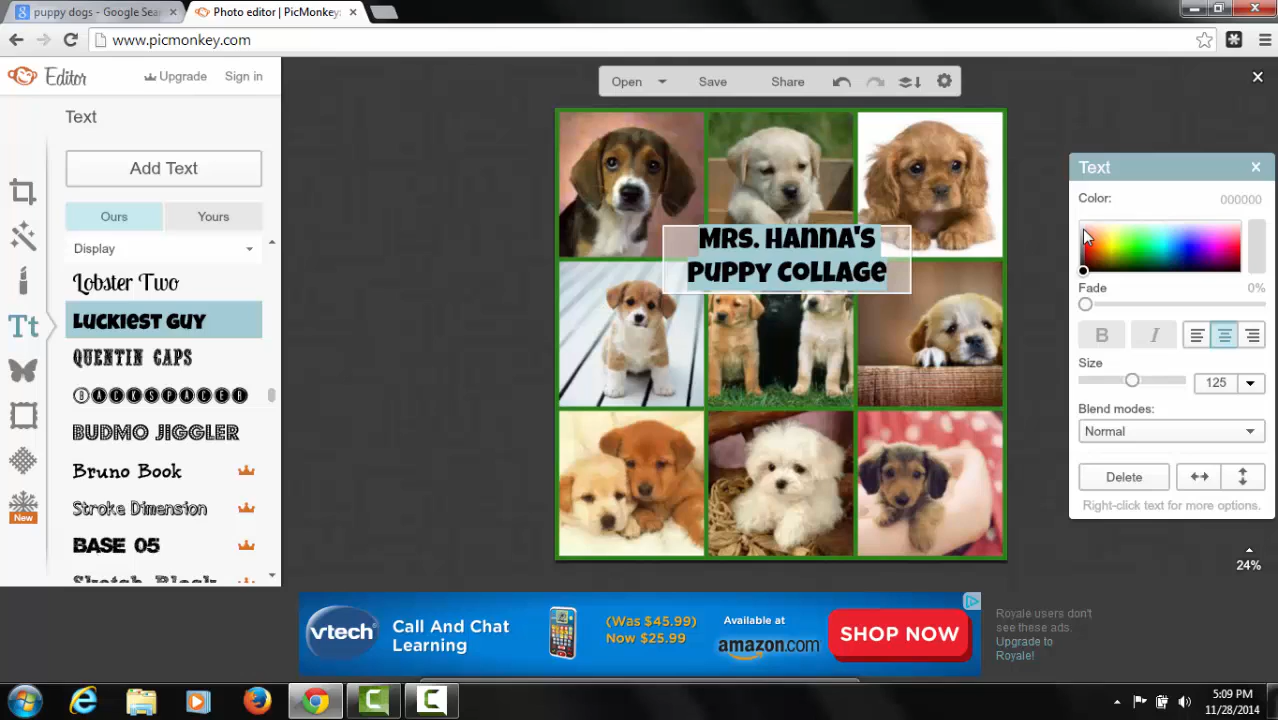 puppy dogs - Google Sea
Photo editor | PicMonkey:
www.picmonkey.com
Editor
Upgrade
Sign in
Open
Save
Share
Text
Add Text
Ours
Yours
Display
Lobster Two
LUCKIEST GUY
QUENTIN CAPS
BACKSPACER
BUDMO JIGGLER
Bruno Book
Stroke Dimension
BASE 05
Sketch Block
Tt
New
MRS. HANNA'S
PUPPY COLLAGE
Text
Color:
000000
Fade
0%
B
I
Size
125
Blend modes:
Normal
Delete
Right-click text for more options.
24%
vtech
Call And Chat
Learning
(Was $45.99)
Now $25.99
Available at
amazon.com
SHOP NOW
Royale users don't
see these ads.
Upgrade to
Royale!
5:09 PM
11/28/2014